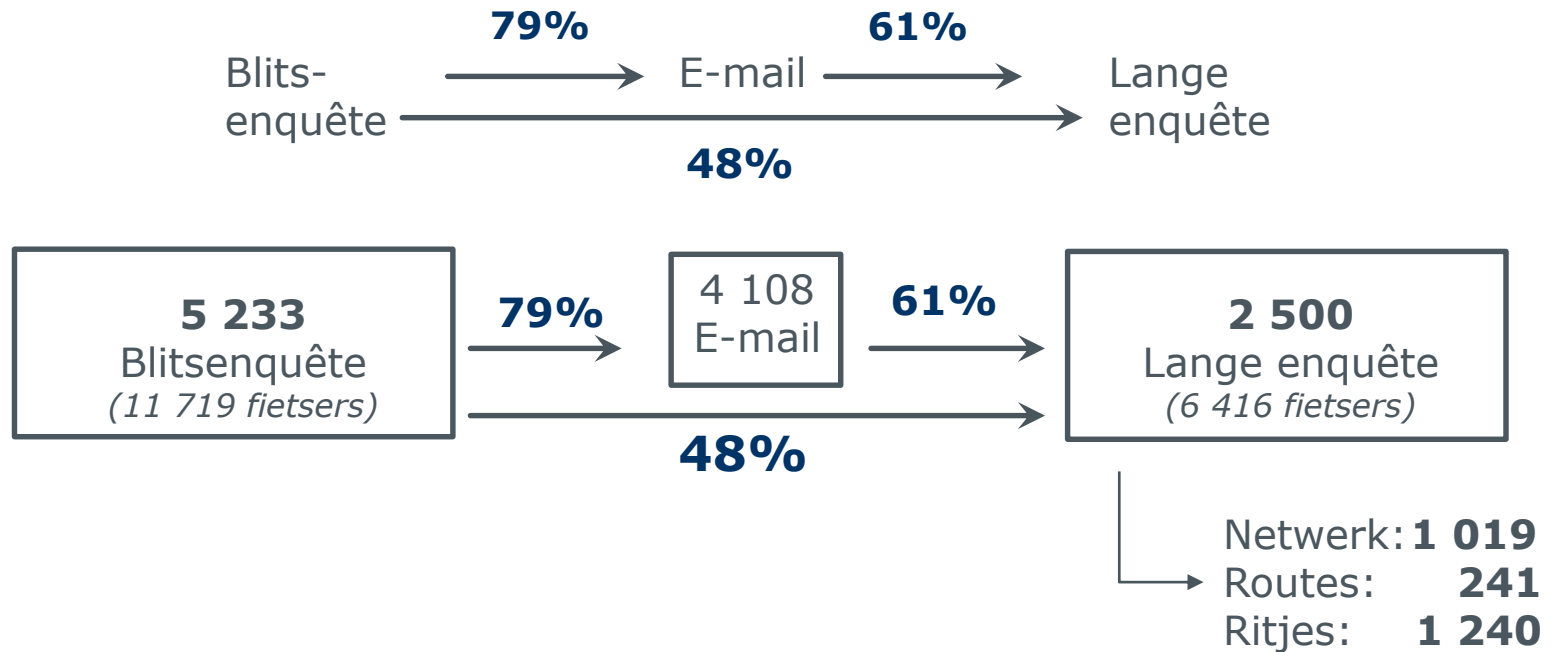 79% 61%
Blits- E-mail Lange
enquête enquête
48%
5 233
Blitsenquête
(11 719 fietsers)
79%
4 108
E-mail
61%
2 500
Lange enquête
(6 416 fietsers)
48%
Netwerk: 1 019
Routes: 241
Ritjes: 1 240